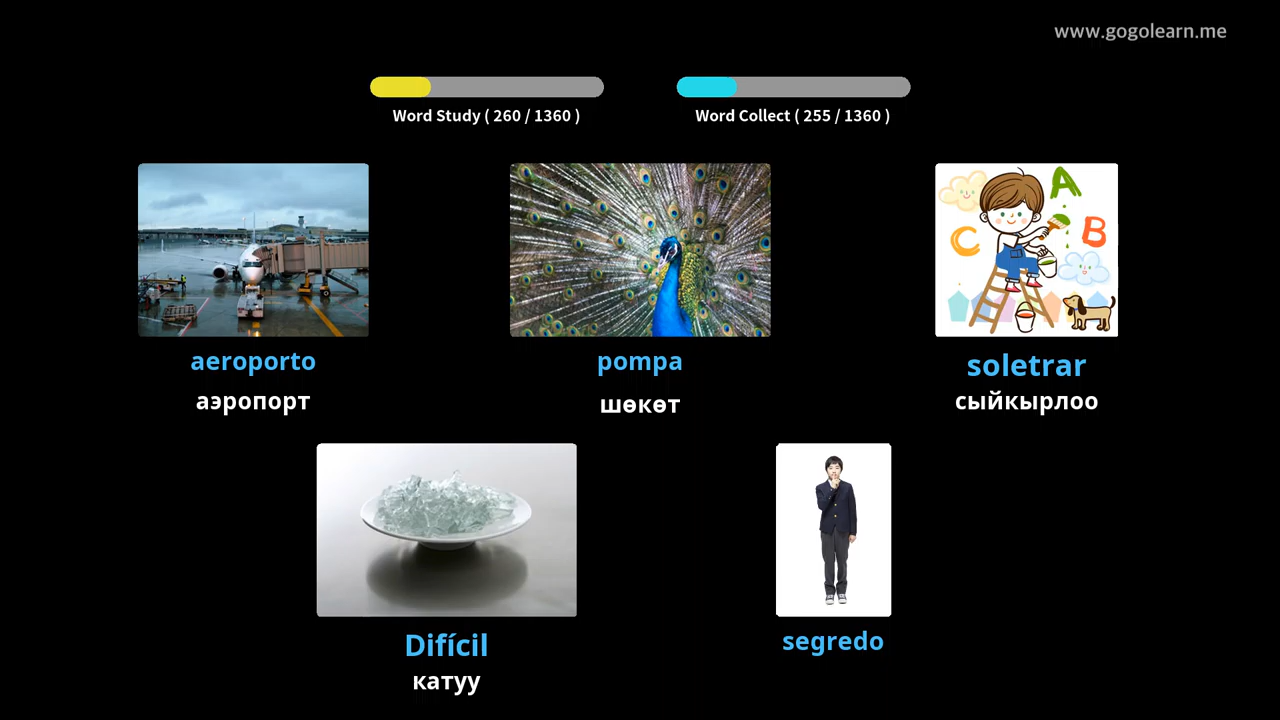 www.gogolearn.me
Word Study ( 260 / 1360 )
Word Collect ( 255 / 1360 )
A
B
C
aeroporto
pompa
soletrar
аэропорт
шөкөт
сыйкырлоо
Difícil
segredo
катуу